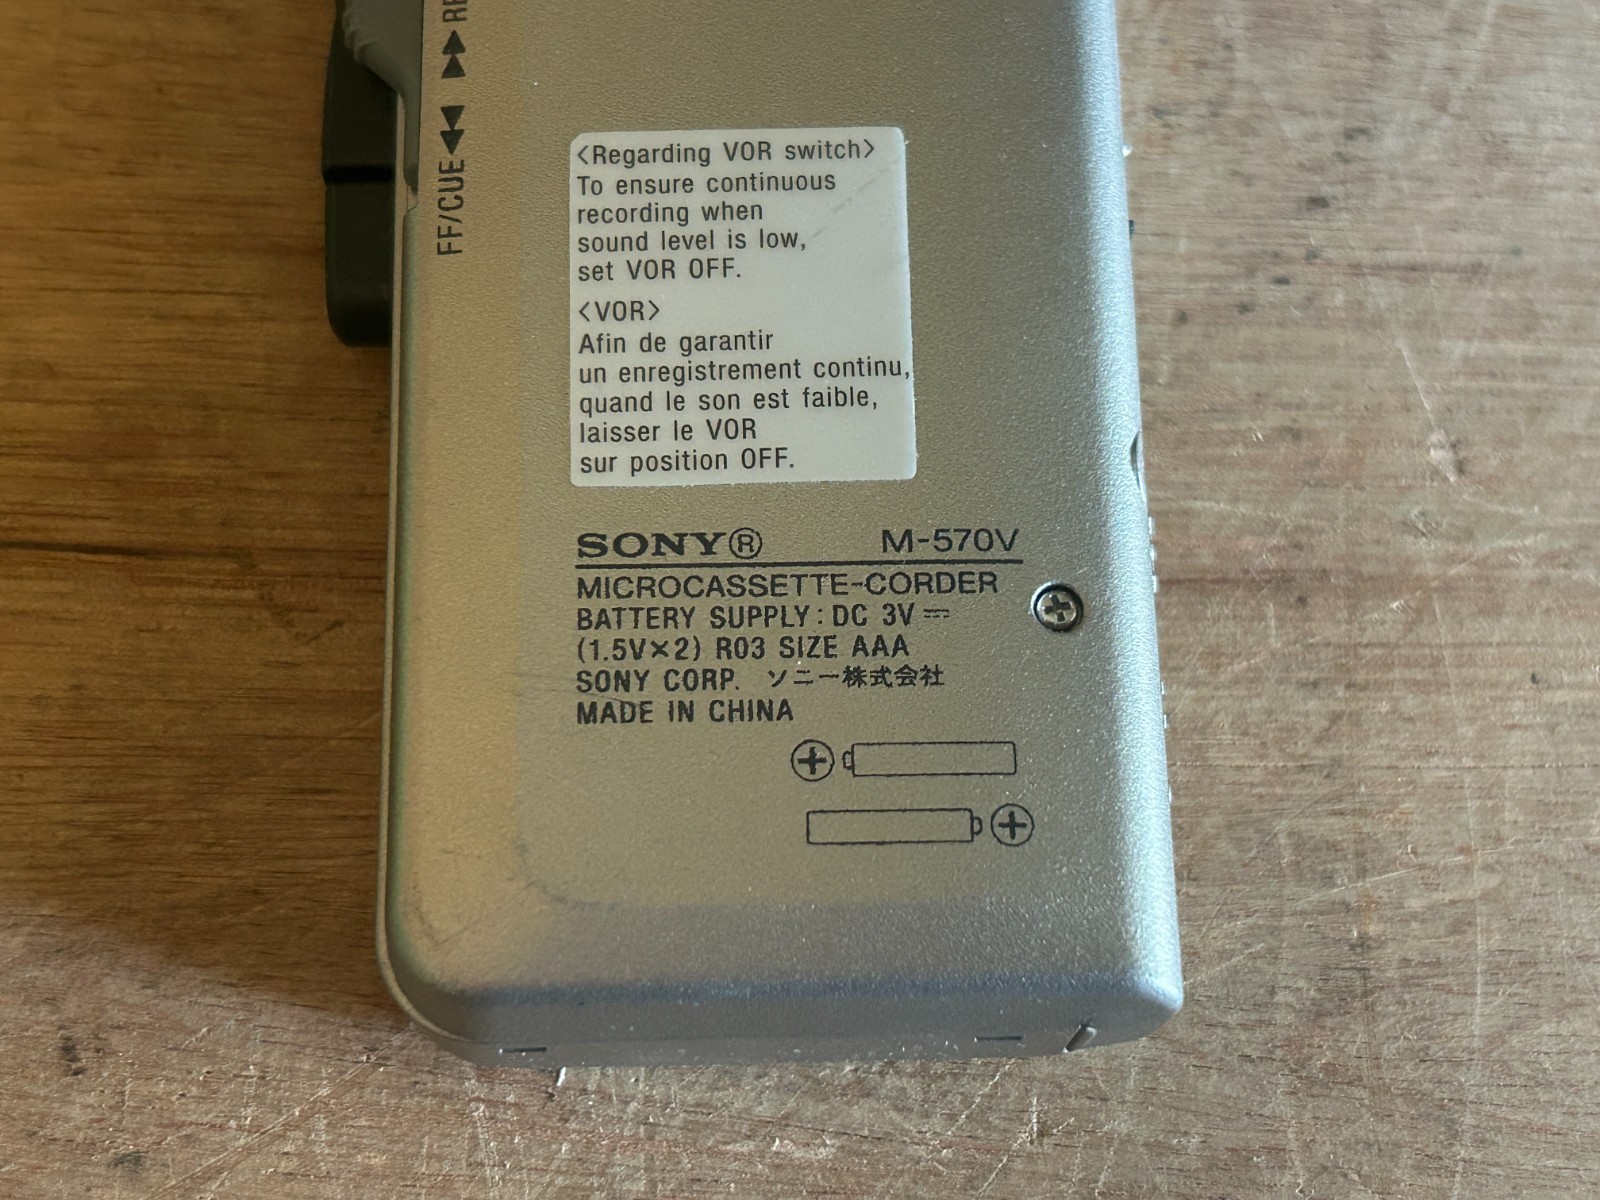 FF/CUE ◀◀ ▶▶ RE
<Regarding VOR switch>
To ensure continuous
recording when
sound level is low,
set VOR OFF.
<VOR>
Afin de garantir
un enregistrement continu,
quand le son est faible,
laisser le VOR
sur position OFF.
SONY® M-570V
MICROCASSETTE-CORDER
BATTERY SUPPLY: DC 3V ⎓
(1.5V×2) R03 SIZE AAA
SONY CORP. ソニー株式会社
MADE IN CHINA
⊕
⊕